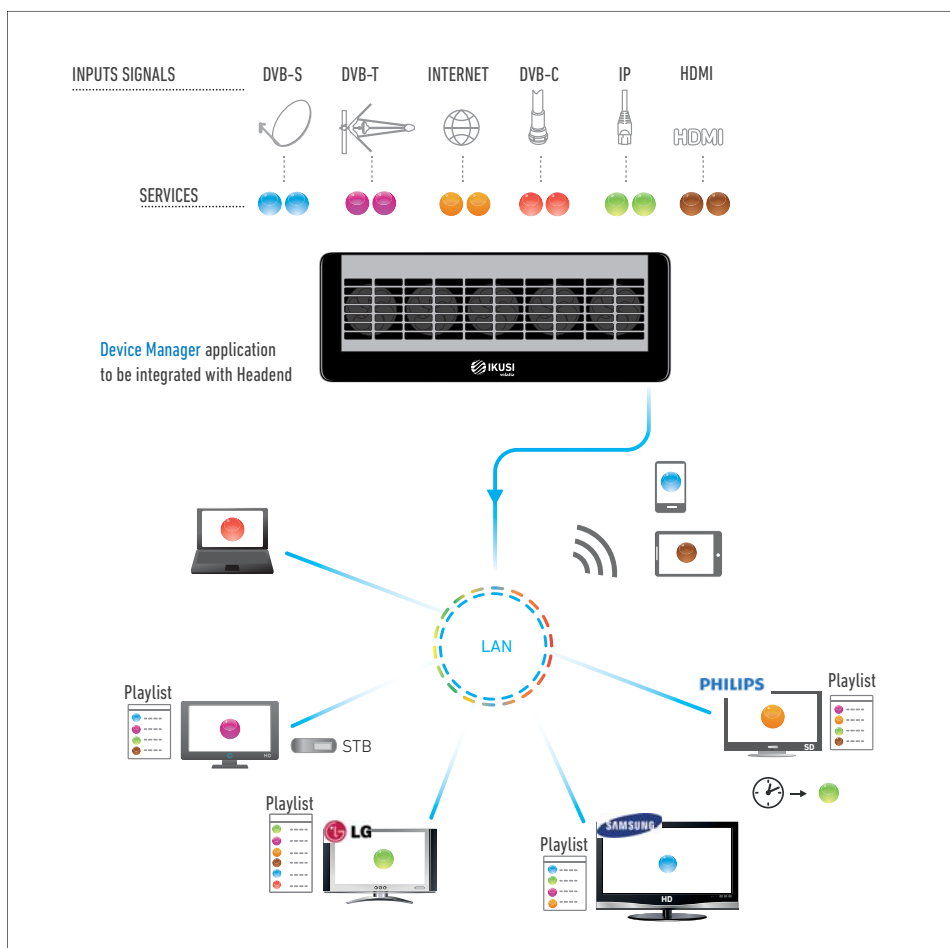 INPUTS SIGNALS
DVB-S
DVB-T
INTERNET
DVB-C
IP
HDMI
HDMI
SERVICES
Device Manager application
to be integrated with Headend
IKUSI
velatia
LAN
Playlist
HD
STB
PHILIPS
SD
Playlist
Playlist
LG
Playlist
SAMSUNG
HD